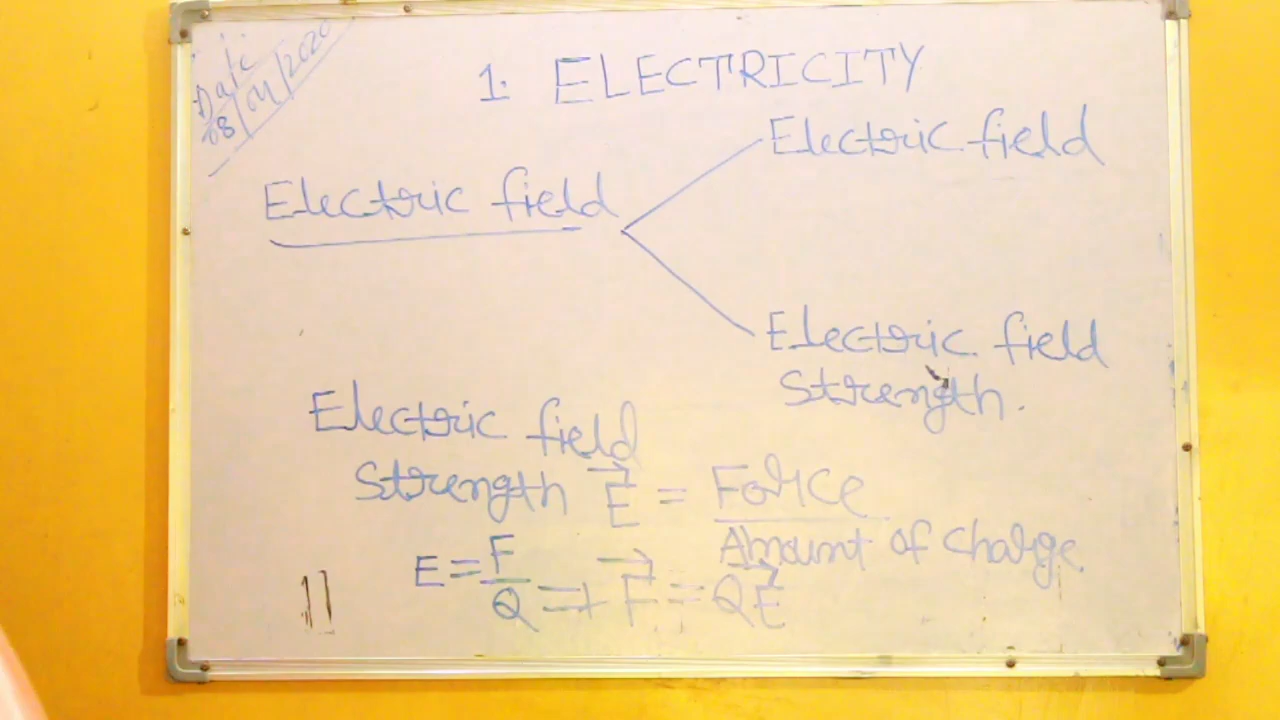 Date
08/04/2020
1. ELECTRICITY
Electric field
Electric field
Electric field
Strength.
Electric field
Strength E⃗ = Force / Amount of charge
E = F/Q ⇒ F⃗ = QE⃗
11